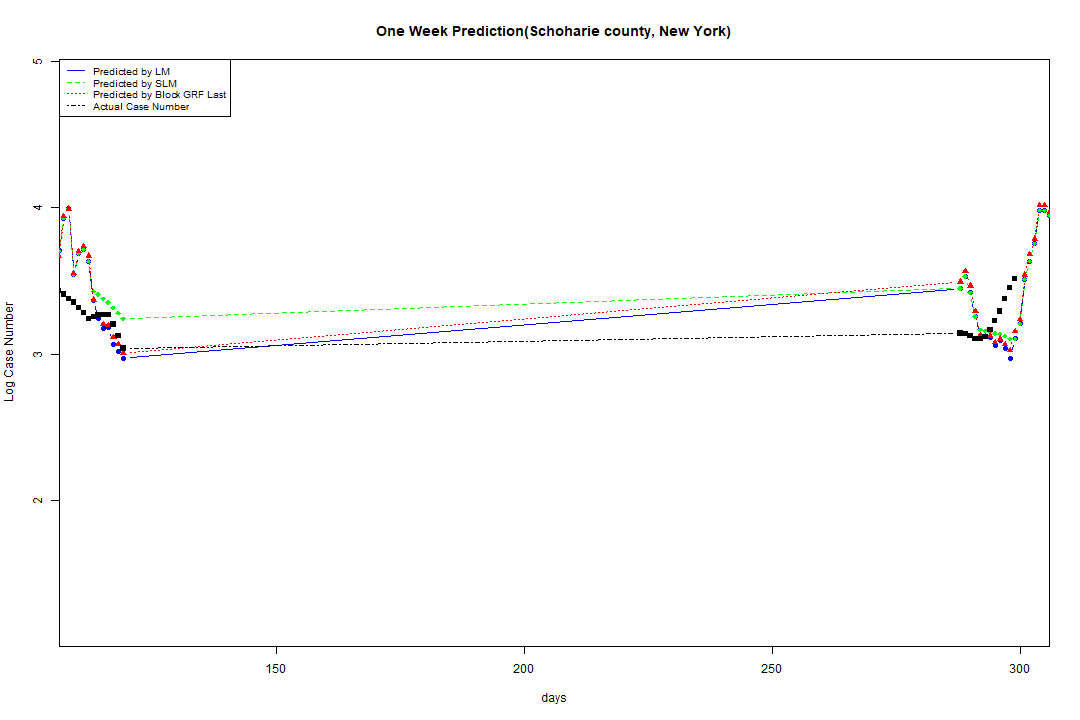 One Week Prediction(Schoharie county, New York)
Predicted by LM
Predicted by SLM
Predicted by Block GRF Last
Actual Case Number
5
4
3
2
Log Case Number
150
200
250
300
days